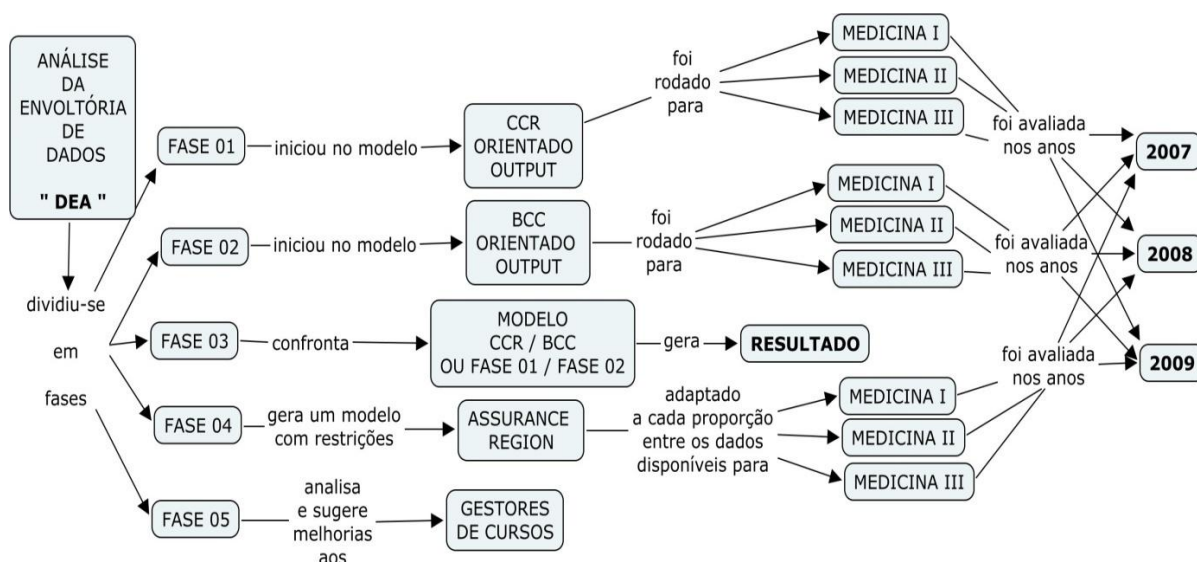 ANÁLISE
DA
ENVOLTÓRIA
DE
DADOS
" DEA "
dividiu-se
em
fases
FASE 01
iniciou no modelo
CCR
ORIENTADO
OUTPUT
foi
rodado
para
MEDICINA I
MEDICINA II
MEDICINA III
foi avaliada
nos anos
FASE 02
iniciou no modelo
BCC
ORIENTADO
OUTPUT
foi
rodado
para
MEDICINA I
MEDICINA II
MEDICINA III
foi avaliada
nos anos
FASE 03
confronta
MODELO
CCR / BCC
OU FASE 01 / FASE 02
gera
RESULTADO
FASE 04
gera um modelo
com restrições
ASSURANCE
REGION
adaptado
a cada proporção
entre os dados
disponíveis para
MEDICINA I
MEDICINA II
MEDICINA III
foi avaliada
nos anos
2007
2008
2009
FASE 05
analisa
e sugere
melhorias
aos
GESTORES
DE CURSOS